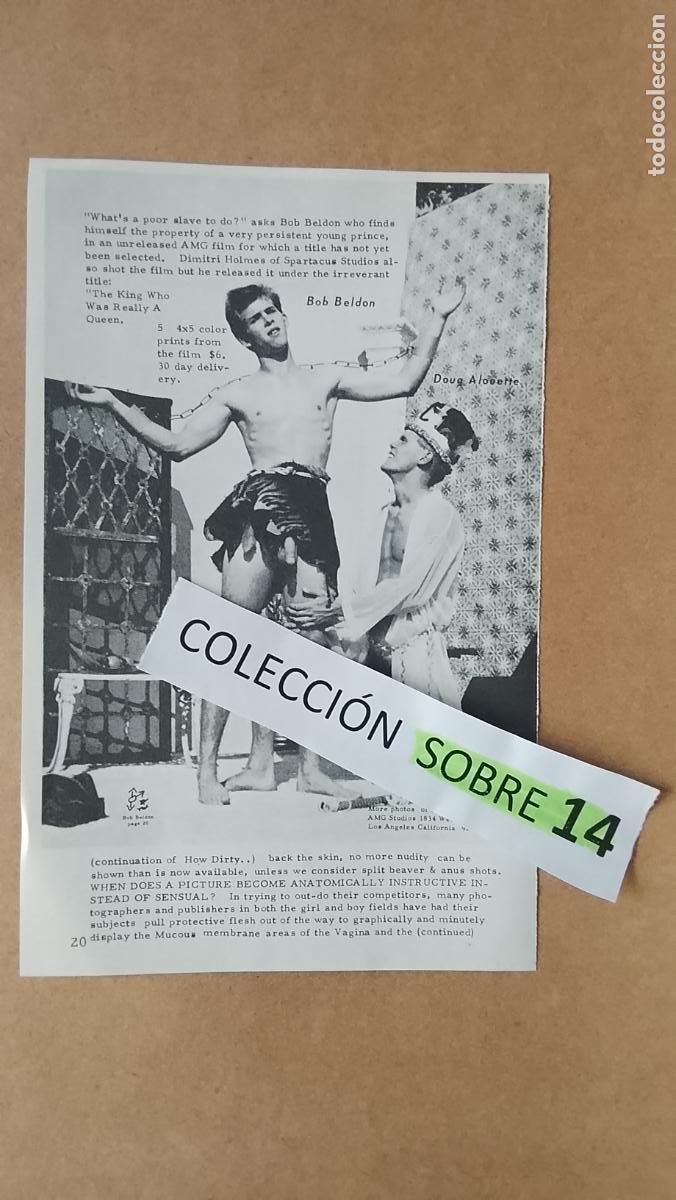 todocoleccion
"What's a poor slave to do?" asks Bob Beldon who finds
himself the property of a very persistent young prince,
in an unreleased AMG film for which a title has not yet
been selected. Dimitri Holmes of Spartacus Studios al-
so shot the film but he released it under the irreverant
title:
"The King Who
Was Really A
Queen.
5 4x5 color
prints from
the film $6.
30 day deliv-
ery.
Bob Beldon
Doug Alouette
COLECCIÓN SOBRE 14
Bob Beldon
page 20
More photos of
AMG Studios 1834 W
Los Angeles California
(continuation of How Dirty..) back the skin, no more nudity can be
shown than is now available, unless we consider split beaver & anus shots.
WHEN DOES A PICTURE BECOME ANATOMICALLY INSTRUCTIVE IN-
STEAD OF SENSUAL? In trying to out-do their competitors, many pho-
tographers and publishers in both the girl and boy fields have had their
subjects pull protective flesh out of the way to graphically and minutely
20 display the Mucous membrane areas of the Vagina and the (continued)